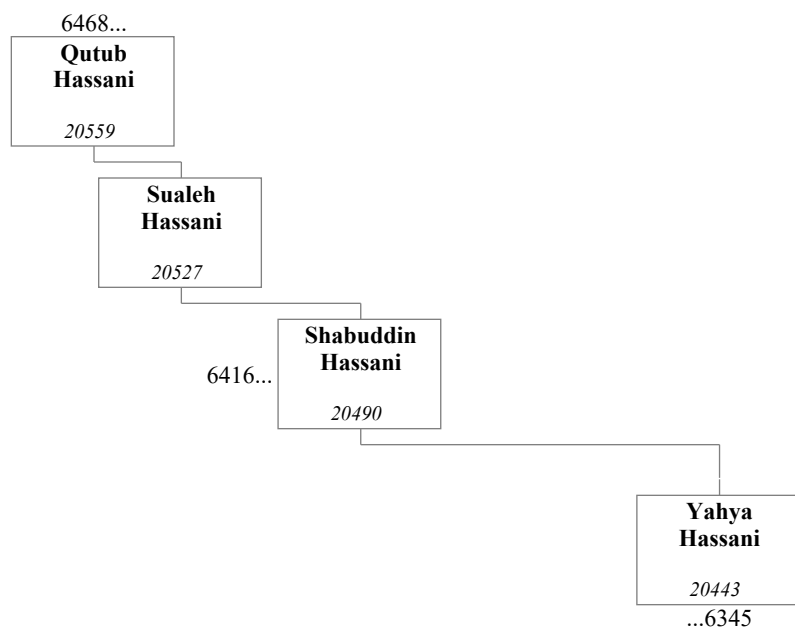 6468...
Qutub
Hassani
20559
Sualeh
Hassani
20527
Shabuddin
Hassani
6416...
20490
Yahya
Hassani
20443
...6345